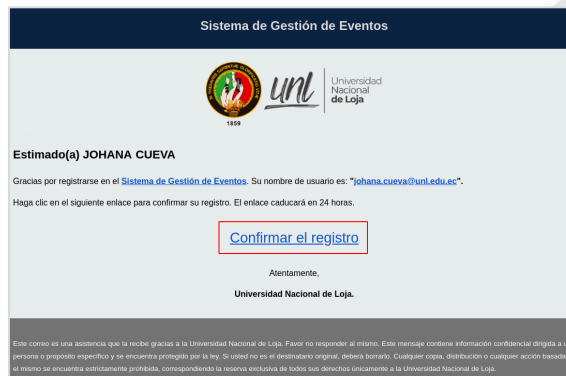 Sistema de Gestión de Eventos
unl
Universidad
Nacional
de Loja
1859
Estimado(a) JOHANA CUEVA
Gracias por registrarse en el Sistema de Gestión de Eventos. Su nombre de usuario es: "johana.cueva@unl.edu.ec".
Haga clic en el siguiente enlace para confirmar su registro. El enlace caducará en 24 horas.
Confirmar el registro
Atentamente,
Universidad Nacional de Loja.
Este correo es una asistencia que la recibe gracias a la Universidad Nacional de Loja. Favor no responder al mismo. Este mensaje contiene información confidencial dirigida a
persona o propósito específico y se encuentra protegido por la ley. Si usted no es el destinatario original, deberá borrarlo. Cualquier copia, distribución o cualquier acción basada
el mismo se encuentra estrictamente prohibida, correspondiendo la reserva exclusiva de todos sus derechos únicamente a la Universidad Nacional de Loja.